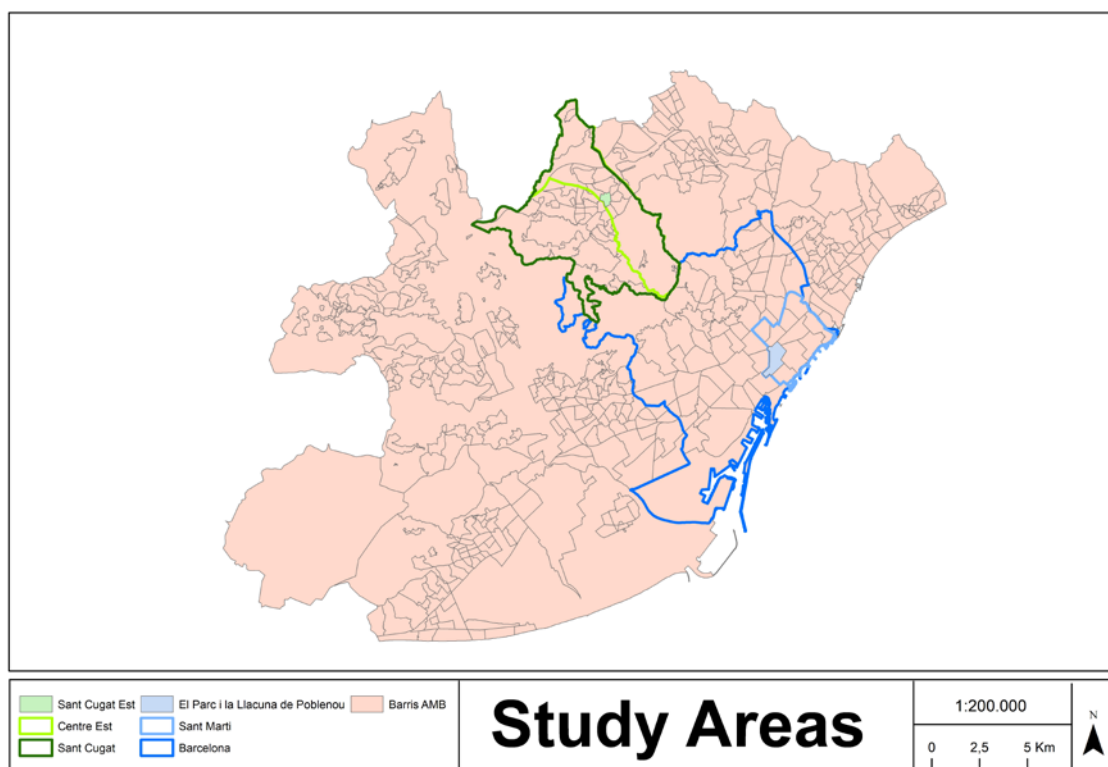 Sant Cugat Est
Centre Est
Sant Cugat
El Parc i la Llacuna de Poblenou
Sant Marti
Barcelona
Barris AMB
Study Areas
1:200.000
0 2,5 5 Km
N